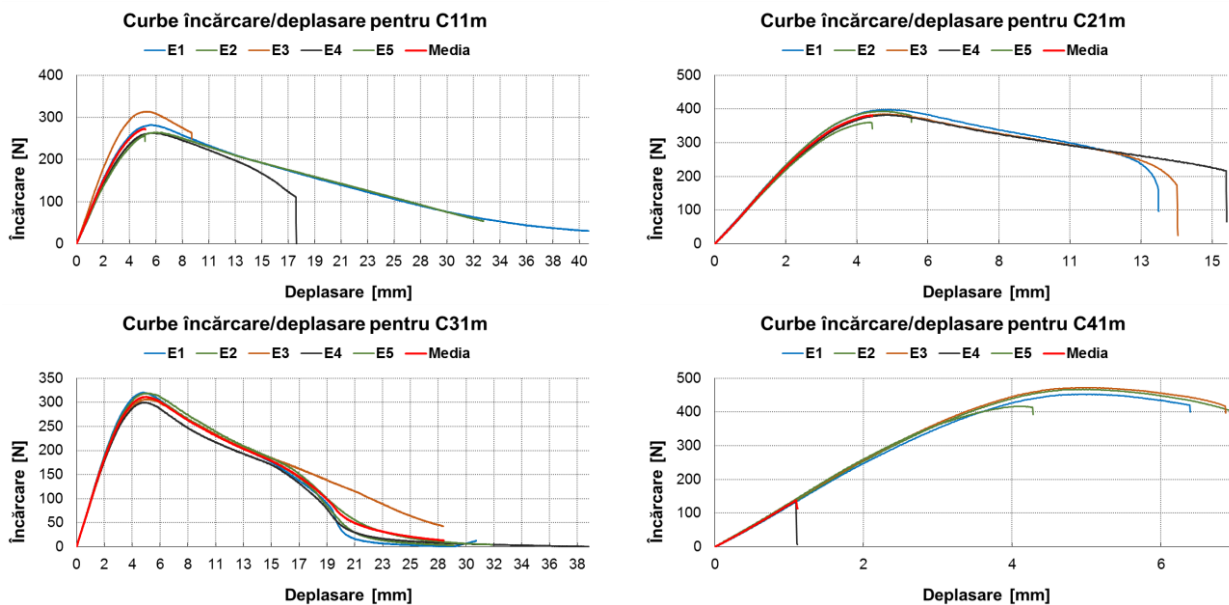 Curbe încărcare/deplasare pentru C11m
E1 E2 E3 E4 E5 Media
400
300
200
100
0
Încărcare [N]
0 2 4 6 8 10 11 13 15 17 19 21 23 25 27 28 30 32 34 36 38 40
Deplasare [mm]
Curbe încărcare/deplasare pentru C21m
E1 E2 E3 E4 E5 Media
500
400
300
200
100
0
Încărcare [N]
0 2 4 6 8 9 11 13 15
Deplasare [mm]
Curbe încărcare/deplasare pentru C31m
E1 E2 E3 E4 E5 Media
350
300
250
200
150
100
50
0
Încărcare [N]
0 2 4 6 8 9 11 13 15 17 19 21 23 24 26 28 30 32 34 36 38
Deplasare [mm]
Curbe încărcare/deplasare pentru C41m
E1 E2 E3 E4 E5 Media
500
400
300
200
100
0
Încărcare [N]
0 2 4 6
Deplasare [mm]